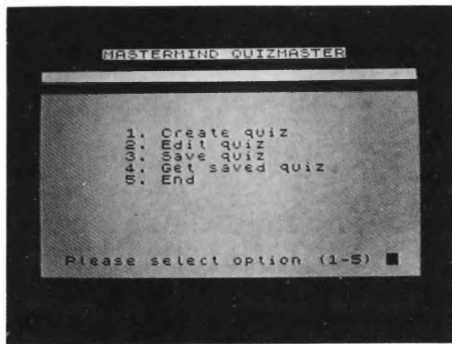 MASTERMIND QUIZMASTER
1. Create quiz
2. Edit quiz
3. Save quiz
4. Get saved quiz
5. End
Please select option (1-5)